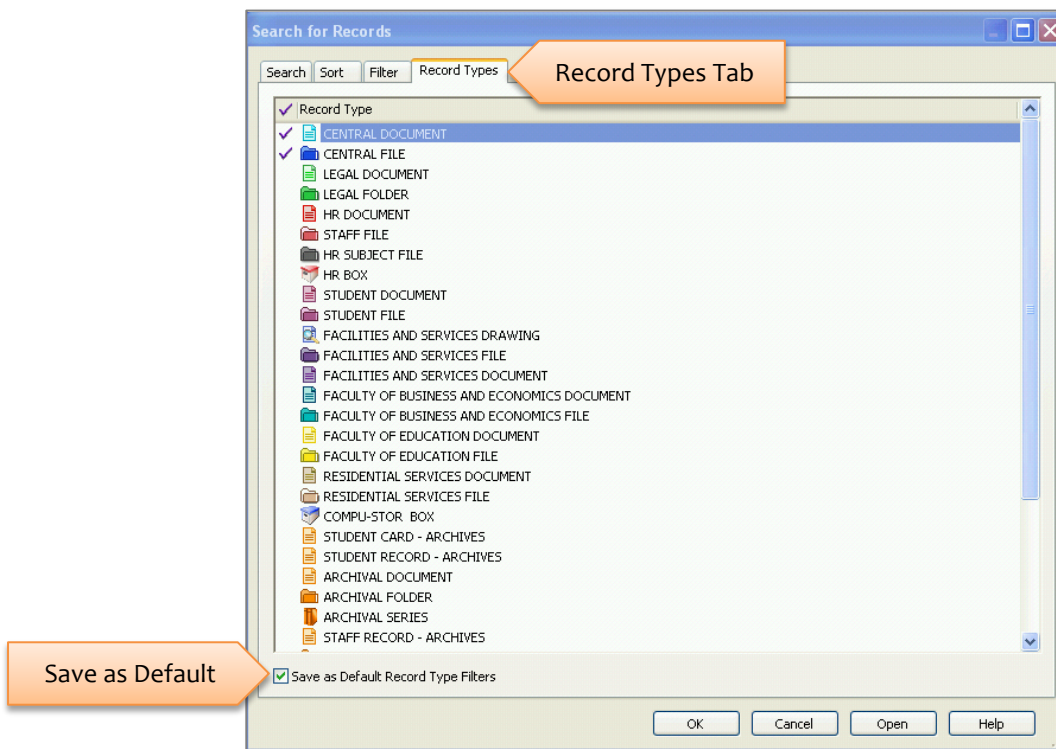 Search for Records
Search Sort Filter Record Types
Record Types Tab
Record Type
CENTRAL DOCUMENT
CENTRAL FILE
LEGAL DOCUMENT
LEGAL FOLDER
HR DOCUMENT
STAFF FILE
HR SUBJECT FILE
HR BOX
STUDENT DOCUMENT
STUDENT FILE
FACILITIES AND SERVICES DRAWING
FACILITIES AND SERVICES FILE
FACILITIES AND SERVICES DOCUMENT
FACULTY OF BUSINESS AND ECONOMICS DOCUMENT
FACULTY OF BUSINESS AND ECONOMICS FILE
FACULTY OF EDUCATION DOCUMENT
FACULTY OF EDUCATION FILE
RESIDENTIAL SERVICES DOCUMENT
RESIDENTIAL SERVICES FILE
COMPU-STOR BOX
STUDENT CARD - ARCHIVES
STUDENT RECORD - ARCHIVES
ARCHIVAL DOCUMENT
ARCHIVAL FOLDER
ARCHIVAL SERIES
STAFF RECORD - ARCHIVES
Save as Default
Save as Default Record Type Filters
OK Cancel Open Help